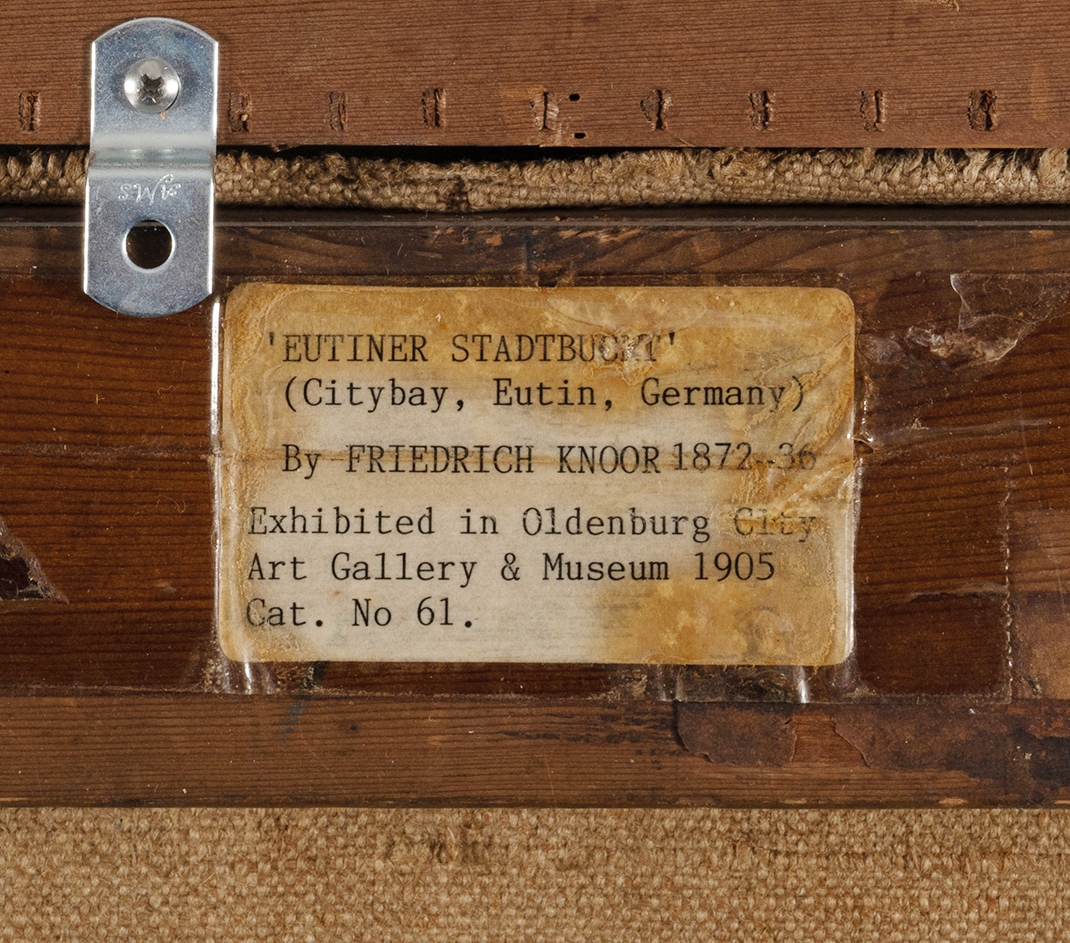 AMS
'EUTINER STADTBUCHT'
(Citybay, Eutin, Germany)
By FRIEDRICH KNOOR 1872--36
Exhibited in Oldenburg City
Art Gallery & Museum 1905
Cat. No 61.